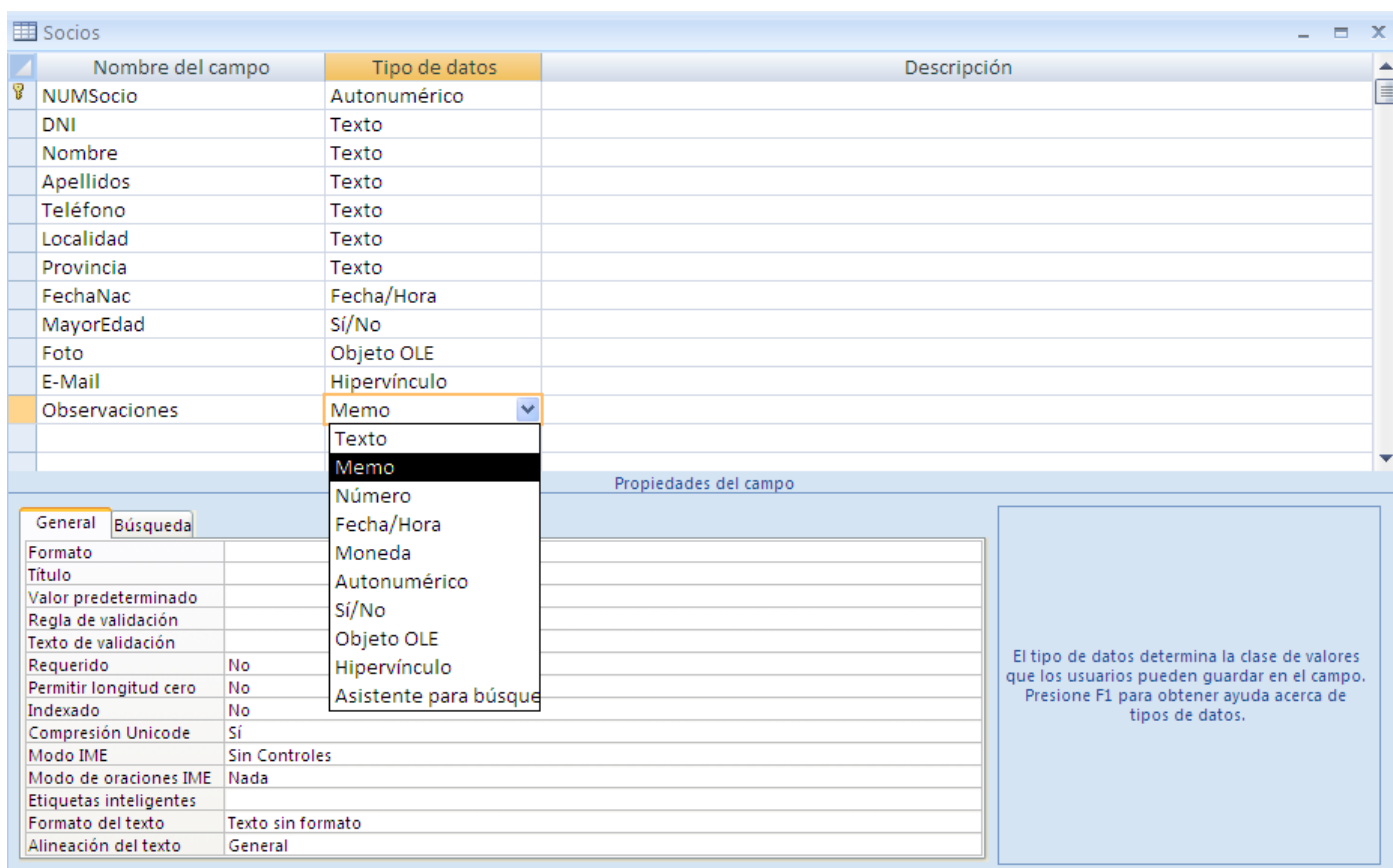 Socios
Nombre del campo Tipo de datos Descripción
NUMSocio Autonumérico
DNI Texto
Nombre Texto
Apellidos Texto
Teléfono Texto
Localidad Texto
Provincia Texto
FechaNac Fecha/Hora
MayorEdad Sí/No
Foto Objeto OLE
E-Mail Hipervínculo
Observaciones Memo
Texto
Memo
Número
Fecha/Hora
Moneda
Autonumérico
Sí/No
Objeto OLE
Hipervínculo
Asistente para búsque
Propiedades del campo
General Búsqueda
Formato
Título
Valor predeterminado
Regla de validación
Texto de validación
Requerido No
Permitir longitud cero No
Indexado No
Compresión Unicode Sí
Modo IME Sin Controles
Modo de oraciones IME Nada
Etiquetas inteligentes
Formato del texto Texto sin formato
Alineación del texto General
El tipo de datos determina la clase de valores
que los usuarios pueden guardar en el campo.
Presione F1 para obtener ayuda acerca de
tipos de datos.